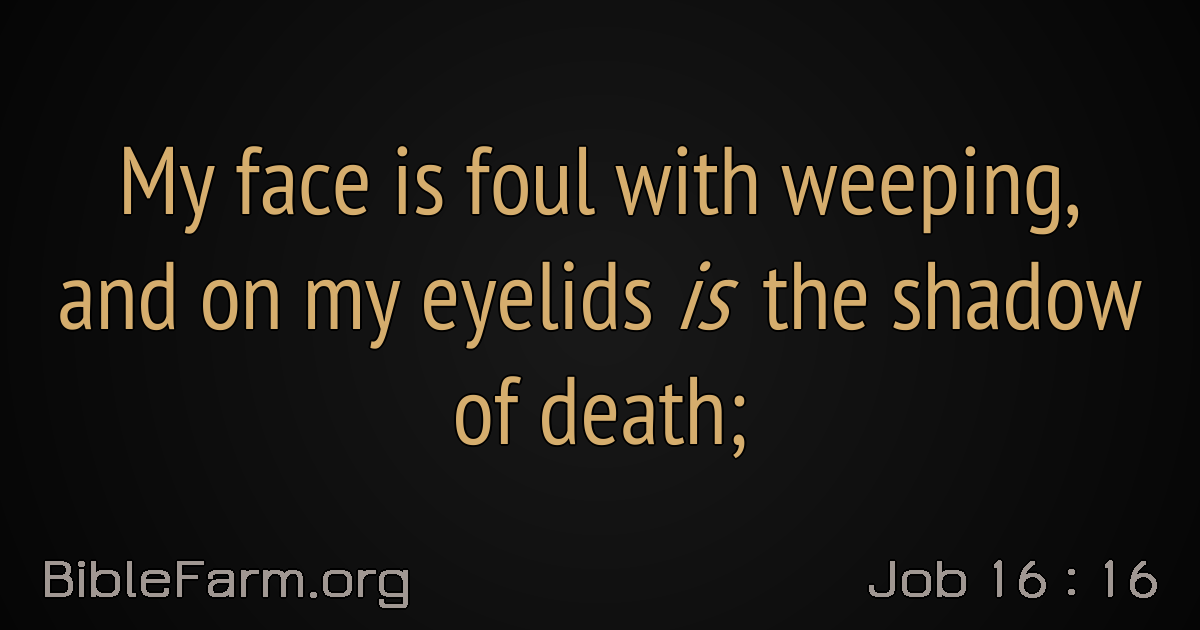 My face is foul with weeping,
and on my eyelids is the shadow
of death;
BibleFarm.org
Job 16 : 16